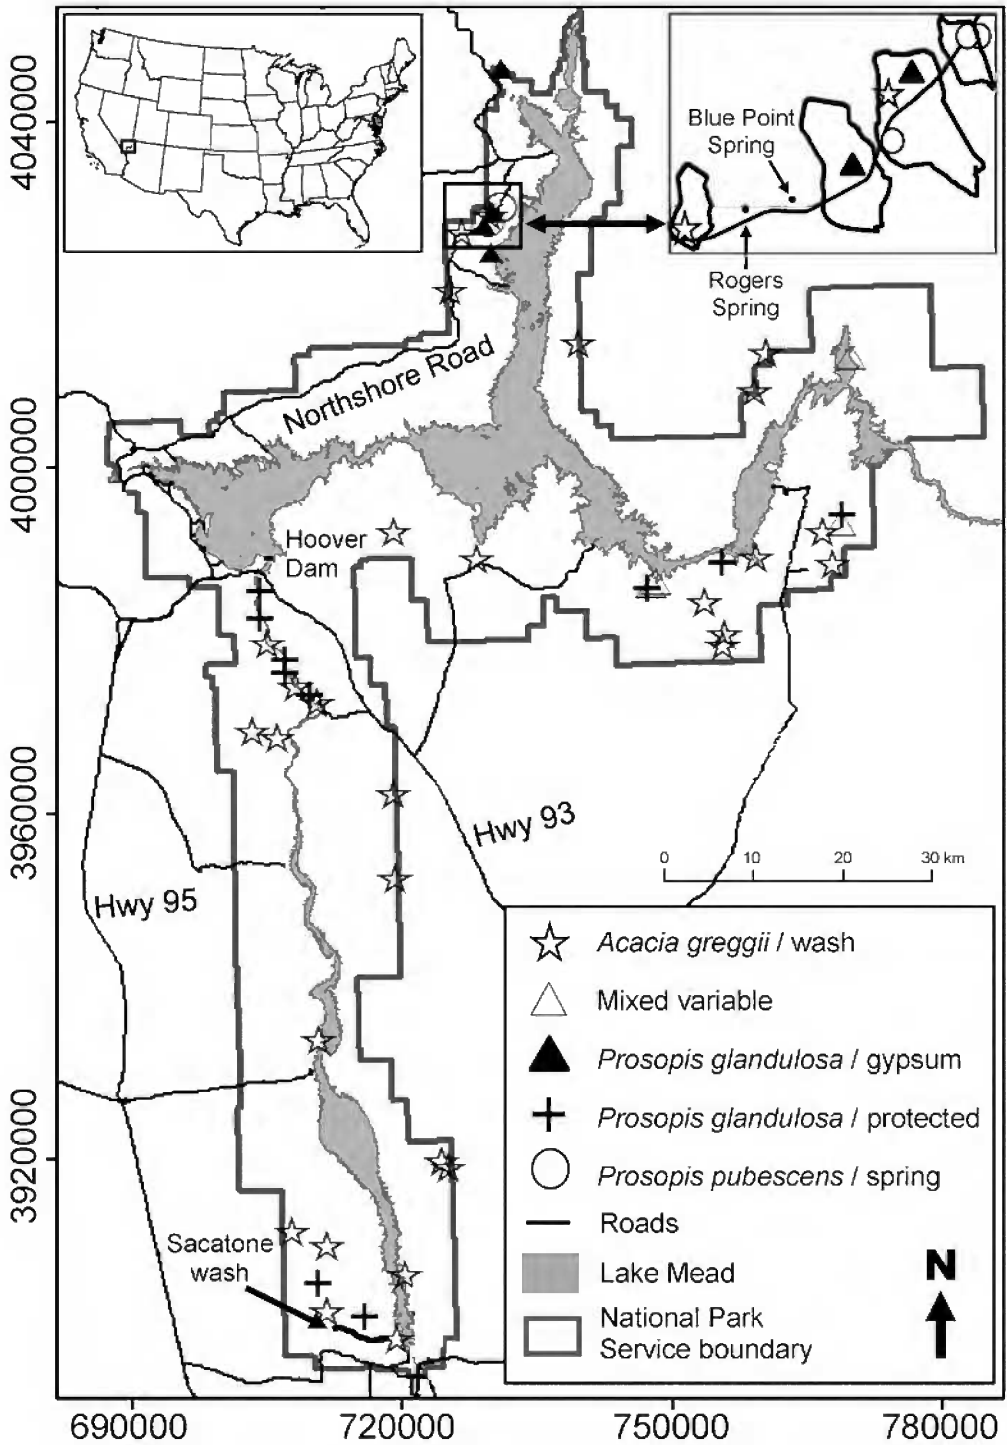 4040000
4000000
3960000
3920000
690000
720000
750000
780000
Blue Point
Spring
Rogers
Spring
Northshore Road
Hoover
Dam
Hwy 93
Hwy 95
0 10 20 30 km
Sacatone
wash
Acacia greggii / wash
Mixed variable
Prosopis glandulosa / gypsum
Prosopis glandulosa / protected
Prosopis pubescens / spring
Roads
Lake Mead
National Park
Service boundary
N